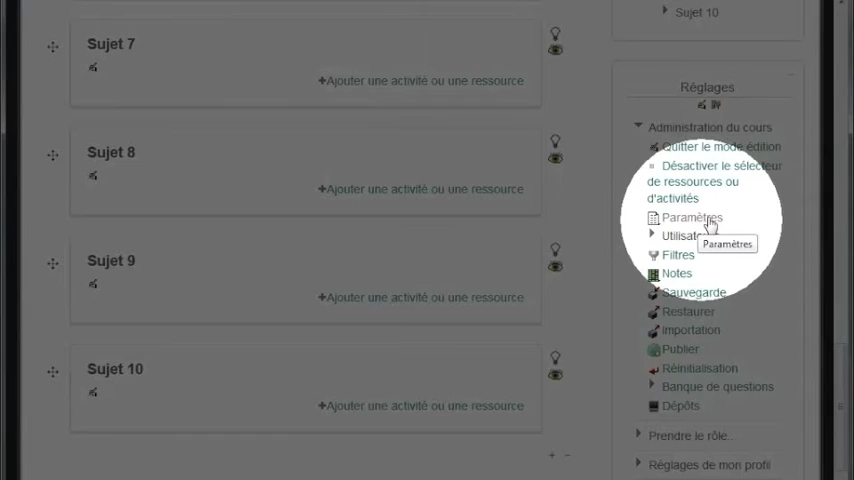 Sujet 7
+Ajouter une activité ou une ressource
Sujet 8
+Ajouter une activité ou une ressource
Sujet 9
+Ajouter une activité ou une ressource
Sujet 10
+Ajouter une activité ou une ressource
+ −
Sujet 10
Réglages
Administration du cours
Quitter le mode édition
Désactiver le sélecteur
de ressources ou
d'activités
Paramètres
Paramètres
Filtres
Notes
Sauvegarde
Restaurer
Importation
Publier
Réinitialisation
Banque de questions
Dépôts
Prendre le rôle...
Réglages de mon profil